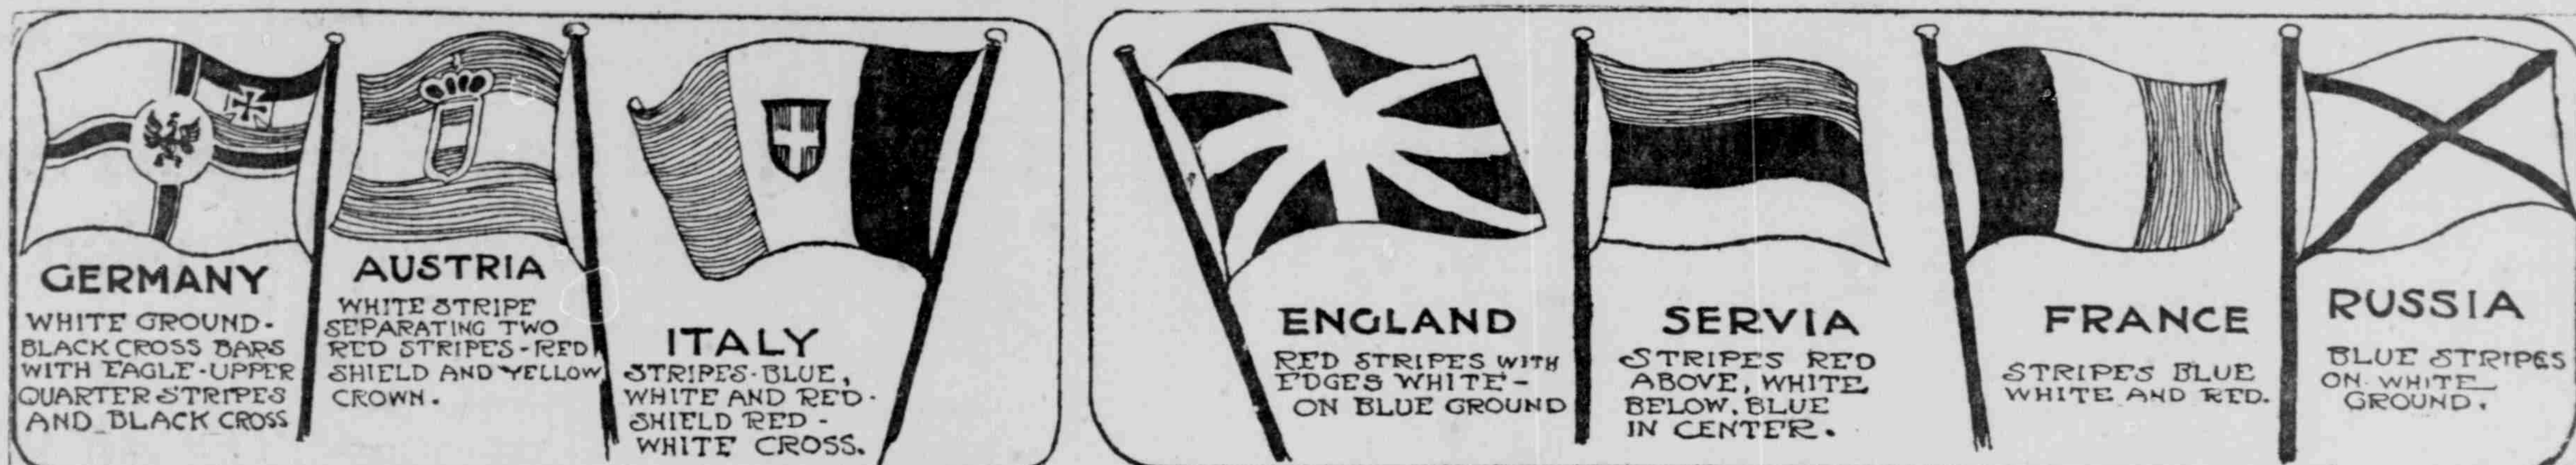 GERMANY
WHITE GROUND-
BLACK CROSS BARS
WITH EAGLE-UPPER
QUARTER STRIPES
AND BLACK CROSS
AUSTRIA
WHITE STRIPE
SEPARATING TWO
RED STRIPES-RED
SHIELD AND YELLOW
CROWN.
ITALY
STRIPES-BLUE,
WHITE AND RED-
SHIELD RED-
WHITE CROSS.
ENGLAND
RED STRIPES WITH
EDGES WHITE-
ON BLUE GROUND
SERVIA
STRIPES RED
ABOVE, WHITE
BELOW, BLUE
IN CENTER.
FRANCE
STRIPES BLUE
WHITE AND RED.
RUSSIA
BLUE STRIPES
ON WHITE
GROUND.